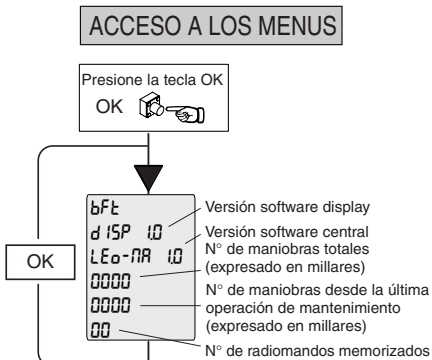 ACCESO A LOS MENUS
Presione la tecla OK
OK
OK
bFt
dISP 1.0
LEo-MA 1.0
0000
0000
00
Versión software display
Versión software central
N° de maniobras totales
(expresado en millares)
N° de maniobras desde la última
operación de mantenimiento
(expresado en millares)
N° de radiomandos memorizados